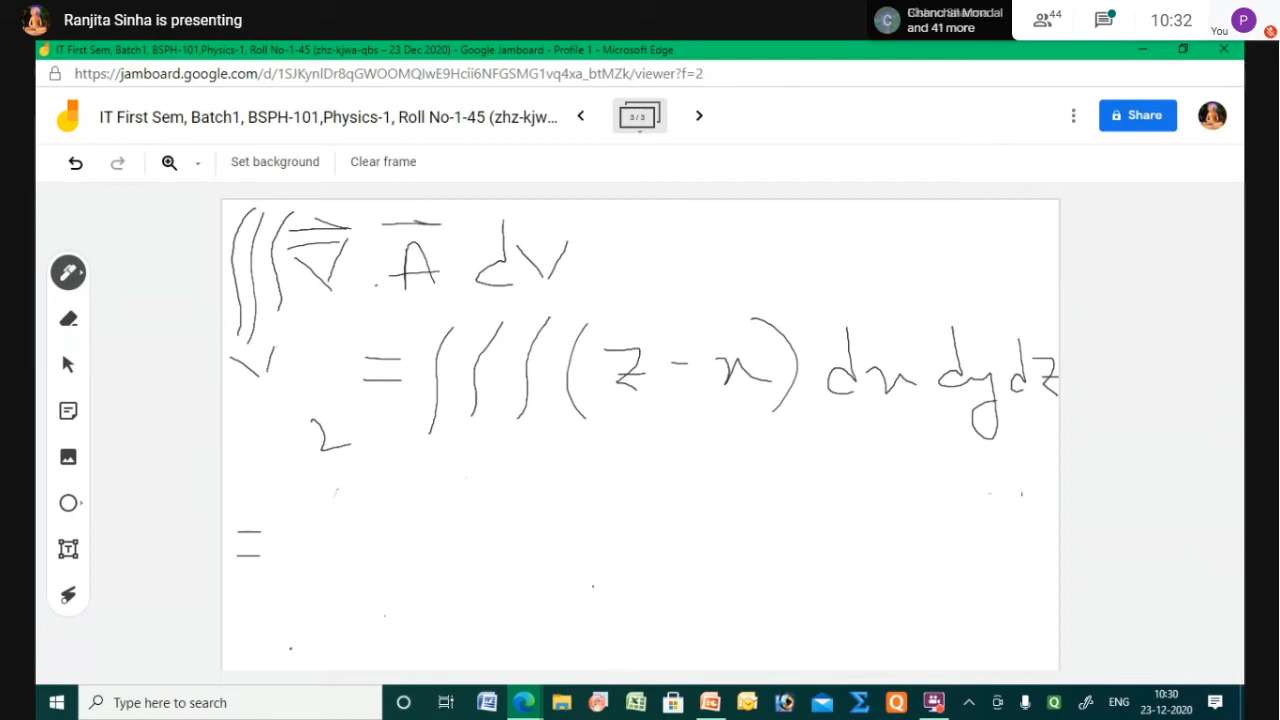 Ranjita Sinha is presenting
and 41 more
44
10:32
You
P
C
IT First Sem, Batch1, BSPH-101,Physics-1, Roll No-1-45 (zhz-kjwa-qbs – 23 Dec 2020) - Google Jamboard - Profile 1 - Microsoft Edge
https://jamboard.google.com/d/1SJKynlDr8qGWOOMQIwE9Hcii6NFGSMG1vq4xa_btMZk/viewer?f=2
IT First Sem, Batch1, BSPH-101,Physics-1, Roll No-1-45 (zhz-kjw...
3 / 3
Share
Set background
Clear frame
∭ ∇⃗ . A⃗ dV
V
= ∭ (z - x) dx dy dz
2
=
Type here to search
ENG
10:30
23-12-2020